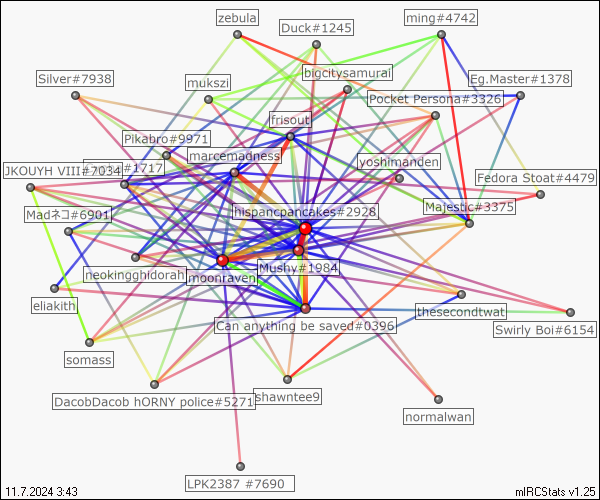 zebula
Duck#1245
ming#4742
Silver#7938
mukszi
bigcitysamurai
Eg.Master#1378
Pocket Persona#3326
frisout
Pikabro#9971
marcemadness
yoshimanden
JKOUYH VIII#7034
#1717
Fedora Stoat#4479
Madネコ#6901
hispancpancakes#2928
Majestic#3375
neokingghidorah
moonraven
Mushy#1984
eliakith
Can anything be saved#0396
thesecondtwat
Swirly Boi#6154
somass
DacobDacob hORNY police#5271
shawntee9
normalwan
LPK2387 #7690
11.7.2024 3:43
mIRCStats v1.25